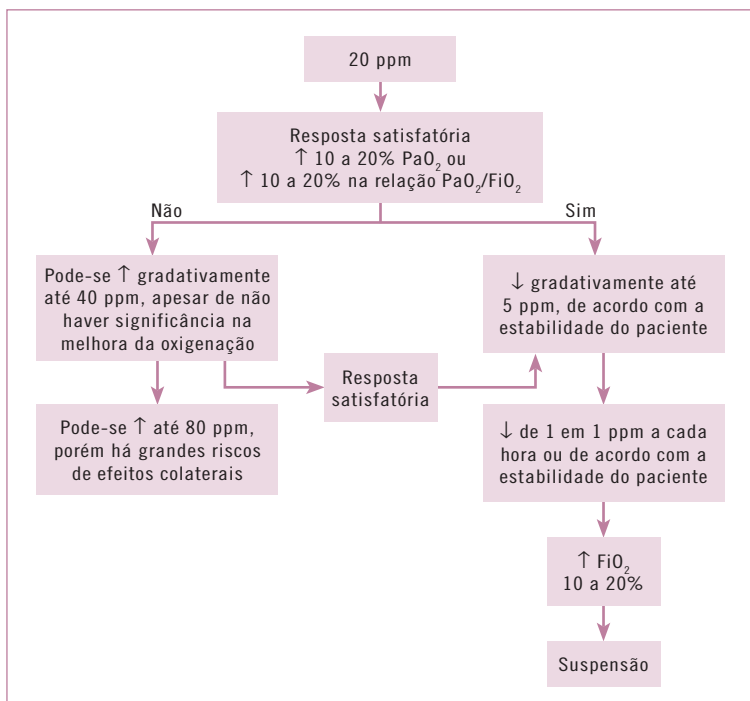 20 ppm
Resposta satisfatória
↑ 10 a 20% PaO₂ ou
↑ 10 a 20% na relação PaO₂/FiO₂
Não
Sim
Pode-se ↑ gradativamente
até 40 ppm, apesar de não
haver significância na
melhora da oxigenação
↓ gradativamente até
5 ppm, de acordo com a
estabilidade do paciente
Resposta
satisfatória
Pode-se ↑ até 80 ppm,
porém há grandes riscos
de efeitos colaterais
↓ de 1 em 1 ppm a cada
hora ou de acordo com a
estabilidade do paciente
↑ FiO₂
10 a 20%
Suspensão